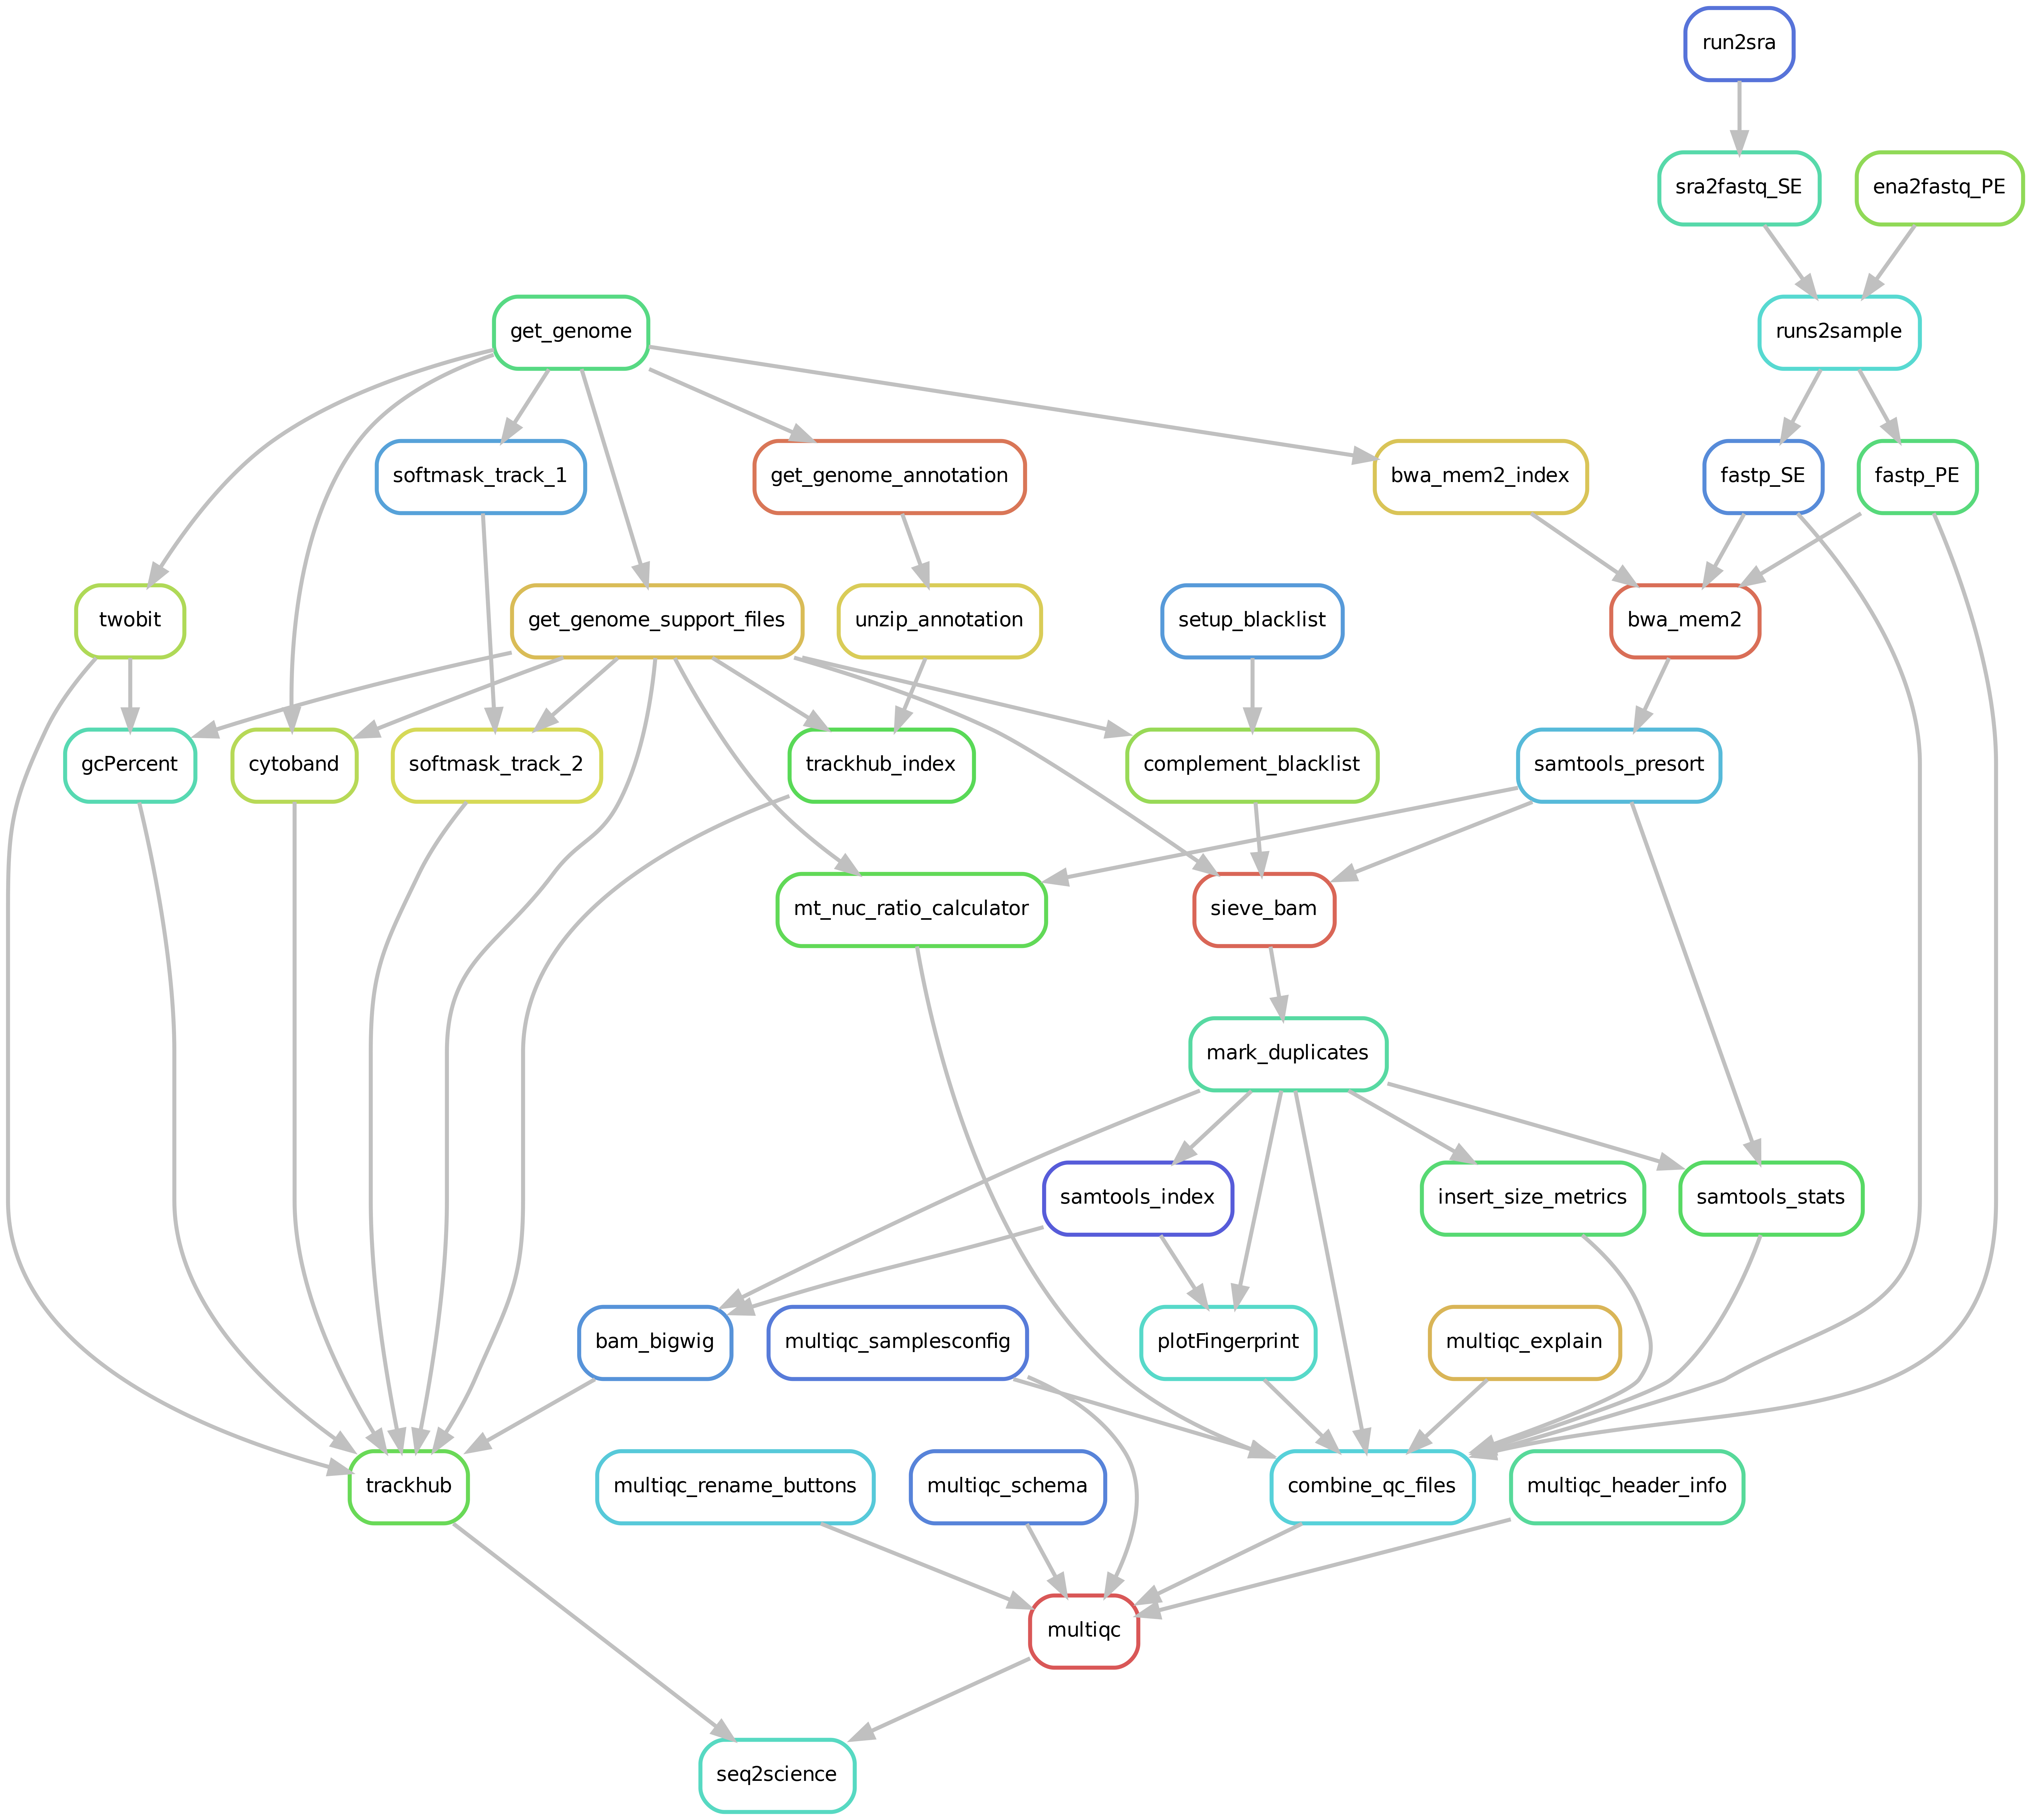 run2sra
sra2fastq_SE
ena2fastq_PE
get_genome
runs2sample
softmask_track_1
get_genome_annotation
bwa_mem2_index
fastp_SE
fastp_PE
twobit
get_genome_support_files
unzip_annotation
setup_blacklist
bwa_mem2
gcPercent
cytoband
softmask_track_2
trackhub_index
complement_blacklist
samtools_presort
mt_nuc_ratio_calculator
sieve_bam
mark_duplicates
samtools_index
insert_size_metrics
samtools_stats
bam_bigwig
multiqc_samplesconfig
plotFingerprint
multiqc_explain
trackhub
multiqc_rename_buttons
multiqc_schema
combine_qc_files
multiqc_header_info
multiqc
seq2science